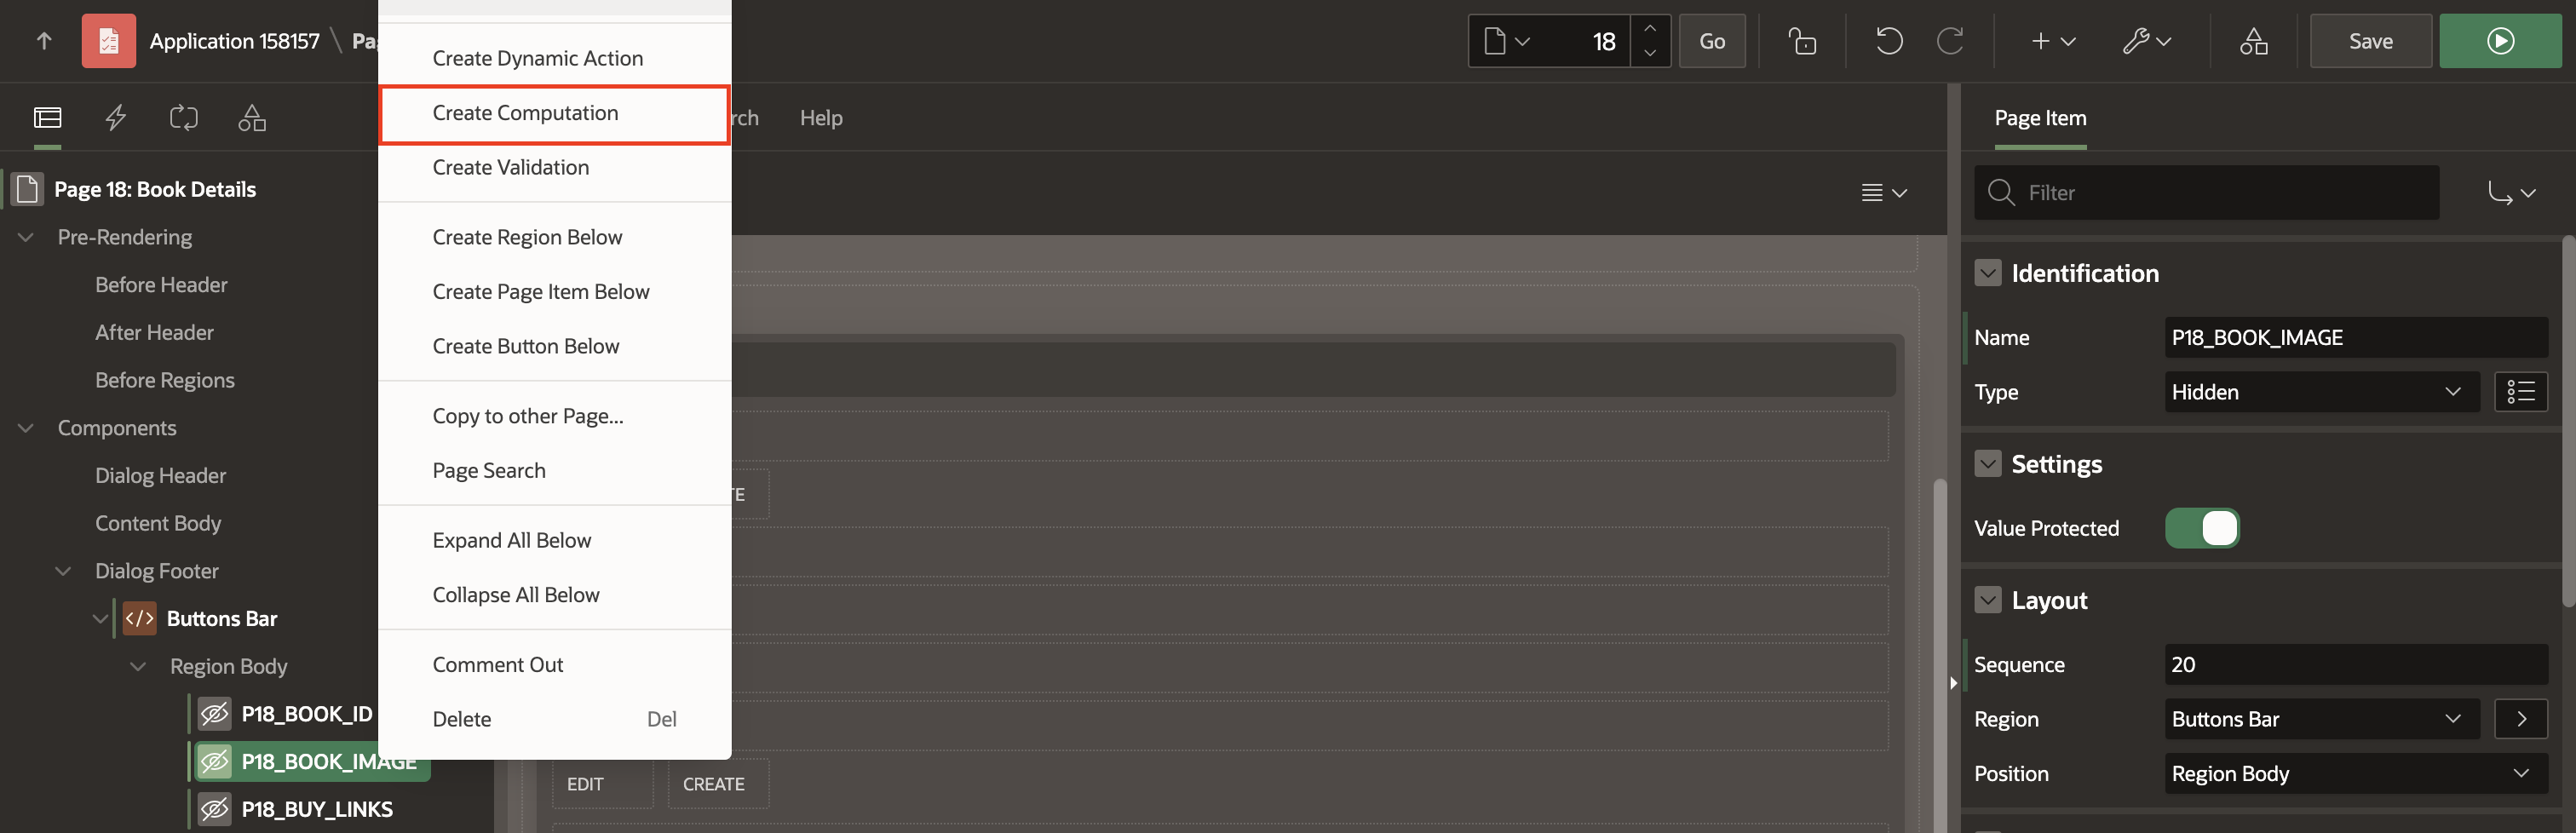 Application 158157 \ Pa
18
Go
Save
Create Dynamic Action
Create Computation
Create Validation
Create Region Below
Create Page Item Below
Create Button Below
Copy to other Page...
Page Search
Expand All Below
Collapse All Below
Comment Out
Delete Del
rch
Help
Page 18: Book Details
Pre-Rendering
Before Header
After Header
Before Regions
Components
Dialog Header
Content Body
Dialog Footer
Buttons Bar
Region Body
P18_BOOK_ID
P18_BOOK_IMAGE
P18_BUY_LINKS
TE
EDIT
CREATE
Page Item
Filter
Identification
Name P18_BOOK_IMAGE
Type Hidden
Settings
Value Protected
Layout
Sequence 20
Region Buttons Bar
Position Region Body